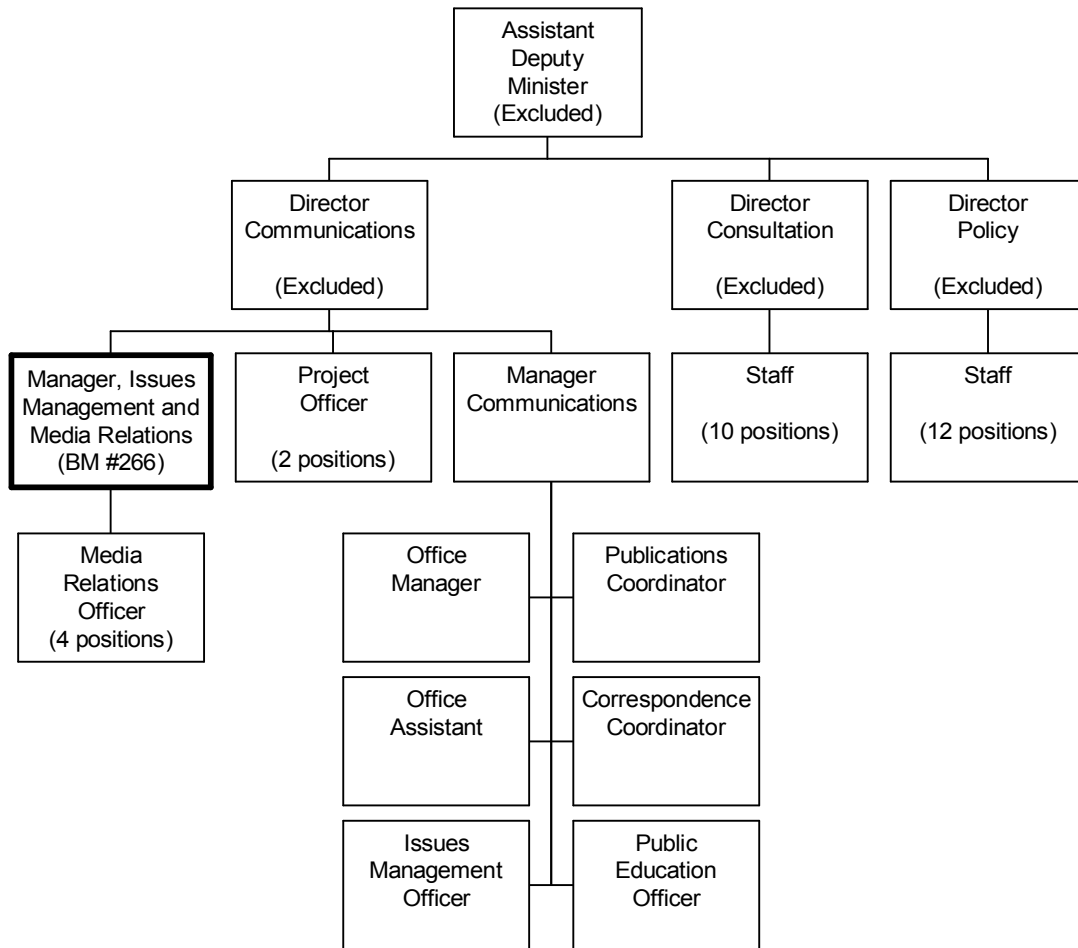 Assistant
Deputy
Minister
(Excluded)
Director
Communications
(Excluded)
Director
Consultation
(Excluded)
Director
Policy
(Excluded)
Manager, Issues
Management and
Media Relations
(BM #266)
Project
Officer
(2 positions)
Manager
Communications
Staff
(10 positions)
Staff
(12 positions)
Media
Relations
Officer
(4 positions)
Office
Manager
Publications
Coordinator
Office
Assistant
Correspondence
Coordinator
Issues
Management
Officer
Public
Education
Officer